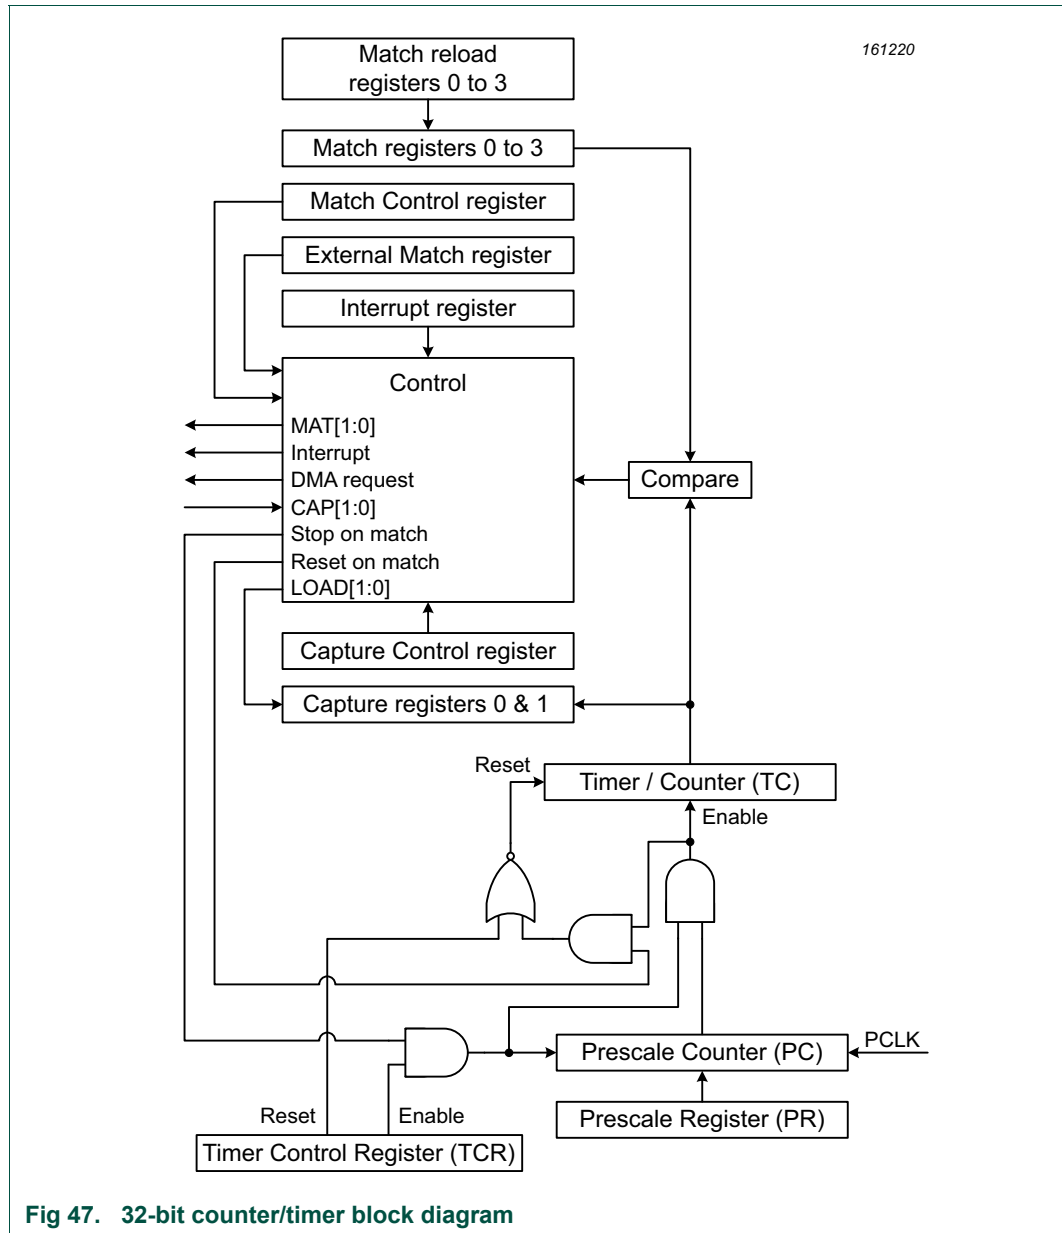 Match reload
registers 0 to 3
161220
Match registers 0 to 3
Match Control register
External Match register
Interrupt register
Control
MAT[1:0]
Interrupt
DMA request
CAP[1:0]
Stop on match
Reset on match
LOAD[1:0]
Compare
Capture Control register
Capture registers 0 & 1
Reset
Timer / Counter (TC)
Enable
Prescale Counter (PC)
PCLK
Prescale Register (PR)
Reset
Enable
Timer Control Register (TCR)
Fig 47. 32-bit counter/timer block diagram